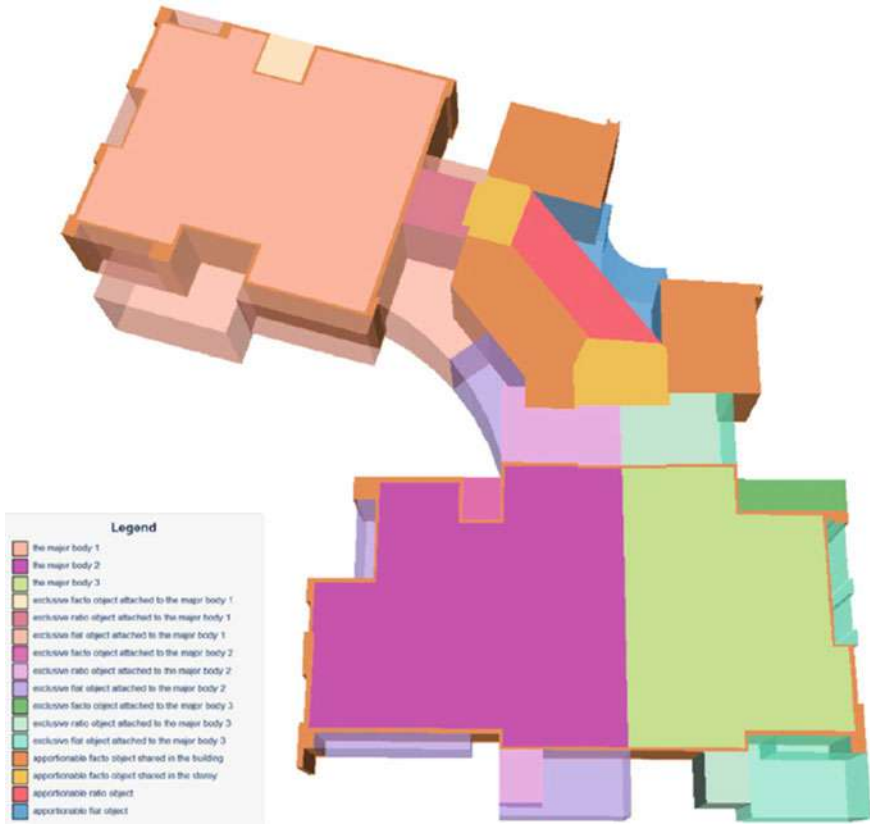 Legend
the major body 1
the major body 2
the major body 3
exclusive facto object attached to the major body 1
exclusive ratio object attached to the major body 1
exclusive fiat object attached to the major body 1
exclusive facto object attached to the major body 2
exclusive ratio object attached to the major body 2
exclusive fiat object attached to the major body 2
exclusive facto object attached to the major body 3
exclusive ratio object attached to the major body 3
exclusive fiat object attached to the major body 3
apportionable facto object shared in the building
apportionable facto object shared in the storey
apportionable ratio object
apportionable fiat object